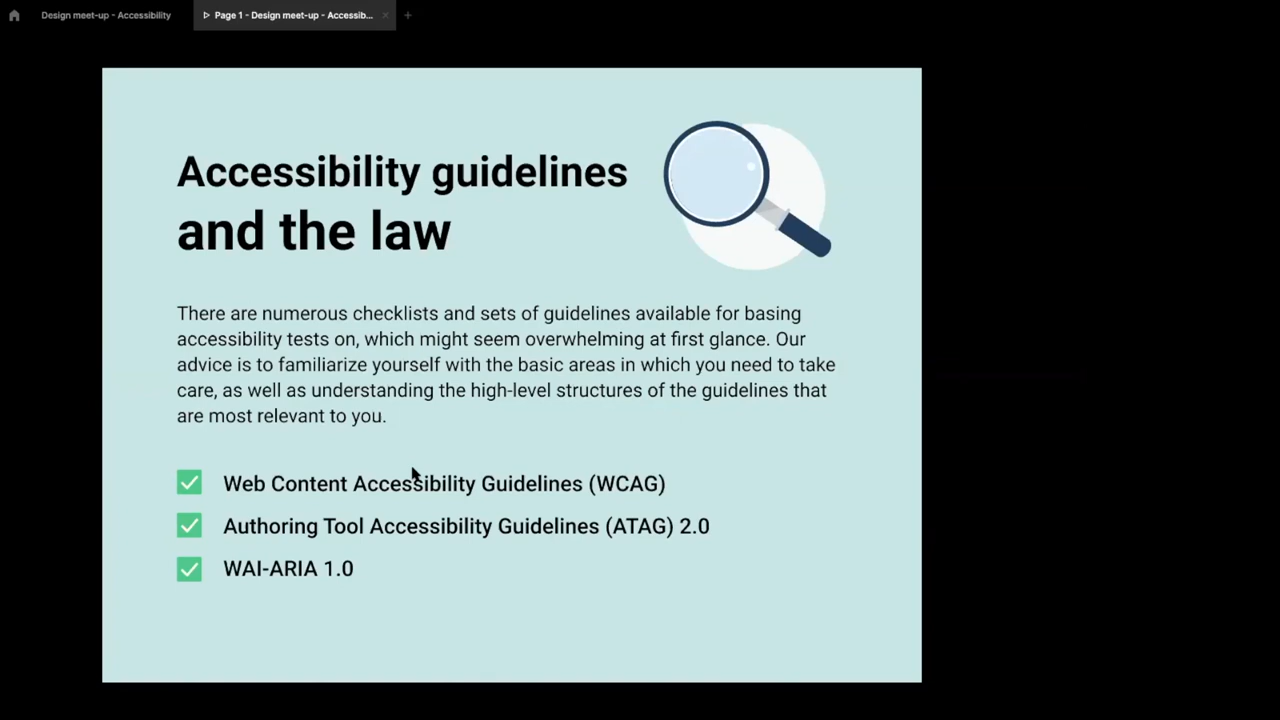 Design meet-up - Accessibility
Page 1 - Design meet-up - Accessib...
Accessibility guidelines
and the law
There are numerous checklists and sets of guidelines available for basing
accessibility tests on, which might seem overwhelming at first glance. Our
advice is to familiarize yourself with the basic areas in which you need to take
care, as well as understanding the high-level structures of the guidelines that
are most relevant to you.
Web Content Accessibility Guidelines (WCAG)
Authoring Tool Accessibility Guidelines (ATAG) 2.0
WAI-ARIA 1.0